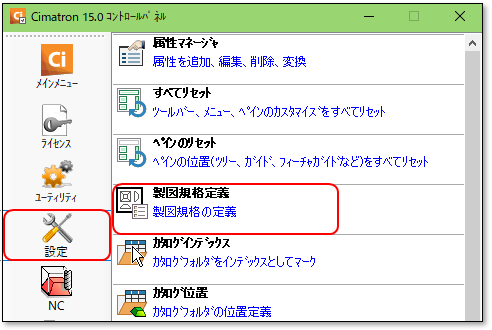 Cimatron 15.0 ｺﾝﾄﾛｰﾙﾊﾟﾈﾙ
Ci
ﾒｲﾝﾒﾆｭｰ
ﾗｲｾﾝｽ
ﾕｰﾃｨﾘﾃｨ
設定
NC
属性ﾏﾈｰｼﾞｬ
属性を追加、編集、削除、変換
すべてﾘｾｯﾄ
ﾂｰﾙﾊﾞｰ、ﾒﾆｭｰ、ﾍﾟｲﾝのｶｽﾀﾏｲｽﾞをすべてﾘｾｯﾄ
ﾍﾟｲﾝのﾘｾｯﾄ
ﾍﾟｲﾝの位置(ﾂﾘｰ、ｶﾞｲﾄﾞ、ﾌｨｰﾁｬｶﾞｲﾄﾞなど)をすべてﾘｾｯﾄ
製図規格定義
製図規格の定義
ｶﾀﾛｸﾞｲﾝﾃﾞｯｸｽ
ｶﾀﾛｸﾞﾌｫﾙﾀﾞをｲﾝﾃﾞｯｸｽとしてﾏｰｸ
ｶﾀﾛｸﾞ位置
ｶﾀﾛｸﾞﾌｫﾙﾀﾞの位置定義